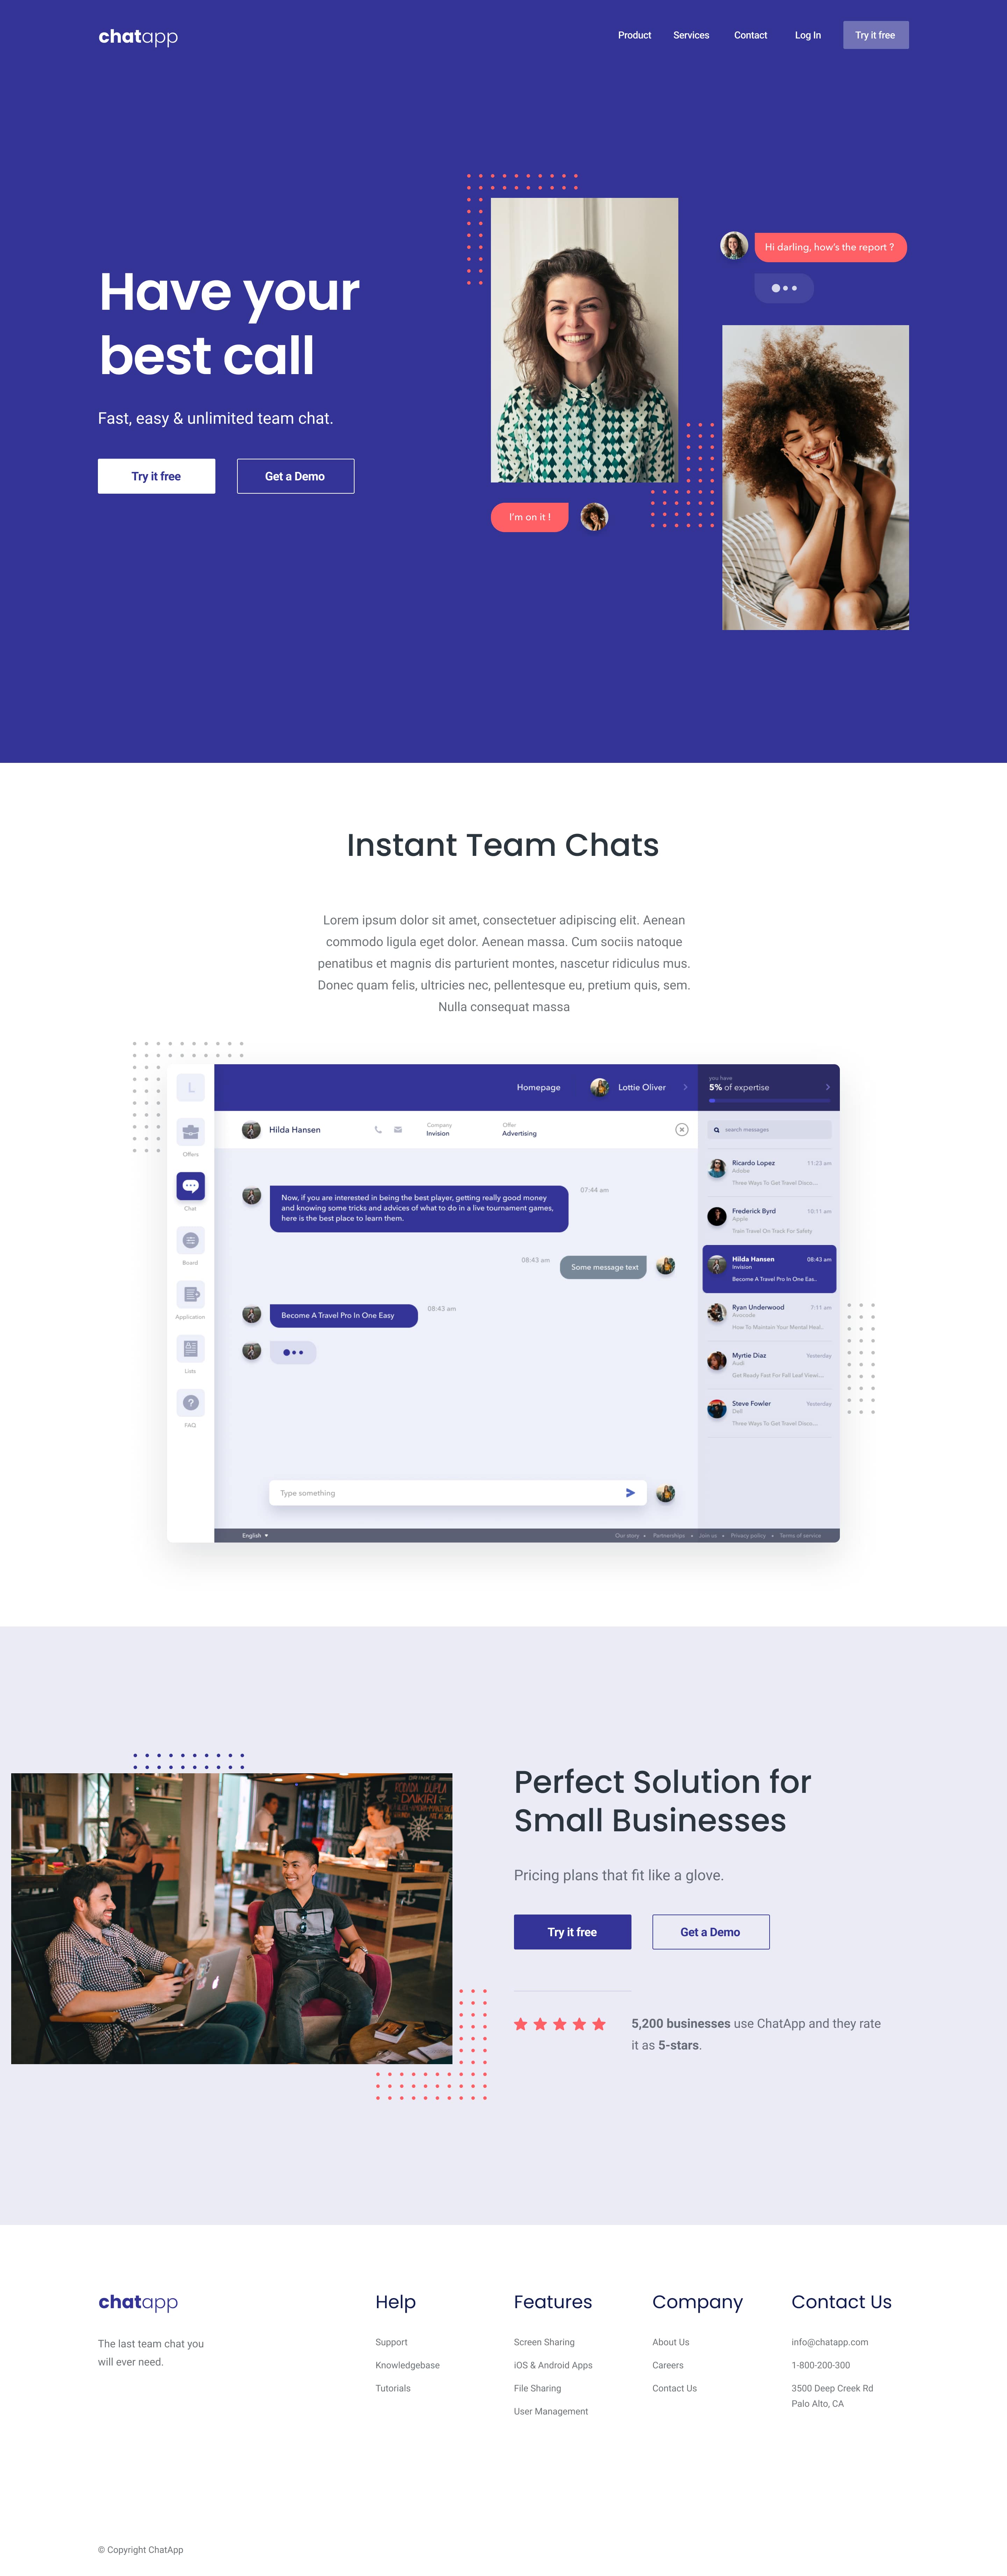 chatapp
Product Services Contact Log In Try it free
Have your
best call
Fast, easy & unlimited team chat.
Try it free Get a Demo
Hi darling, how's the report ?
I'm on it !
Instant Team Chats
Lorem ipsum dolor sit amet, consectetuer adipiscing elit. Aenean
commodo ligula eget dolor. Aenean massa. Cum sociis natoque
penatibus et magnis dis parturient montes, nascetur ridiculus mus.
Donec quam felis, ultricies nec, pellentesque eu, pretium quis, sem.
Nulla consequat massa
L
Offers
Chat
Board
Application
Lists
FAQ
Homepage Lottie Oliver
you have
5% of expertise
Hilda Hansen
Company
Invision
Offer
Advertising
Now, if you are interested in being the best player, getting really good money
and knowing some tricks and advices of what to do in a live tournament games,
here is the best place to learn them.
07:44 am
08:43 am
Some message text
Become A Travel Pro In One Easy
08:43 am
Type something
search messages
Ricardo Lopez 11:23 am
Adobe
Three Ways To Get Travel Disco...
Frederick Byrd 10:11 am
Apple
Train Travel On Track For Safety
Hilda Hansen 08:43 am
Invision
Become A Travel Pro In One Eas..
Ryan Underwood 7:11 am
Avocode
How To Maintain Your Mental Heal..
Myrtie Diaz Yesterday
Audi
Get Ready Fast For Fall Leaf Viewi...
Steve Fowler Yesterday
Dell
Three Ways To Get Travel Disco...
English
Our story • Partnerships • Join us • Privacy policy • Terms of service
DUPLA
DAIKIRI
Perfect Solution for
Small Businesses
Pricing plans that fit like a glove.
Try it free Get a Demo
5,200 businesses use ChatApp and they rate
it as 5-stars.
chatapp
The last team chat you
will ever need.
Help
Support
Knowledgebase
Tutorials
Features
Screen Sharing
iOS & Android Apps
File Sharing
User Management
Company
About Us
Careers
Contact Us
Contact Us
info@chatapp.com
1-800-200-300
3500 Deep Creek Rd
Palo Alto, CA
© Copyright ChatApp